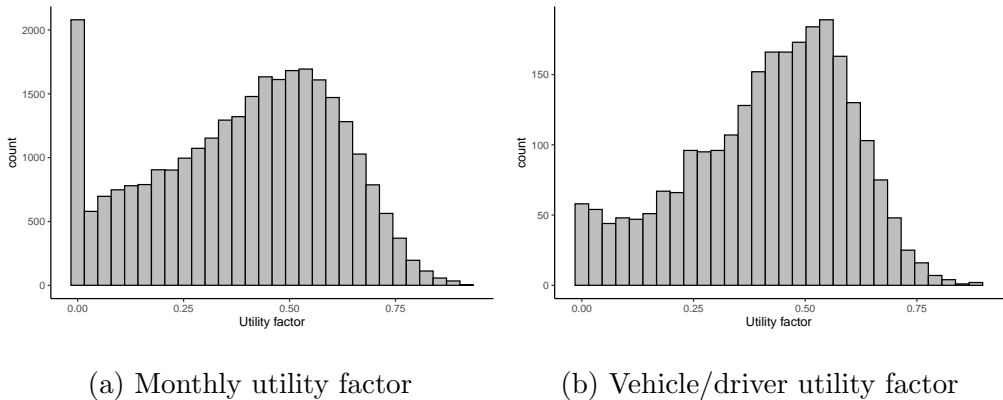 2000
1500
1000
500
0
count
0.00 0.25 0.50 0.75
Utility factor
(a) Monthly utility factor
150
100
50
0
count
0.00 0.25 0.50 0.75
Utility factor
(b) Vehicle/driver utility factor